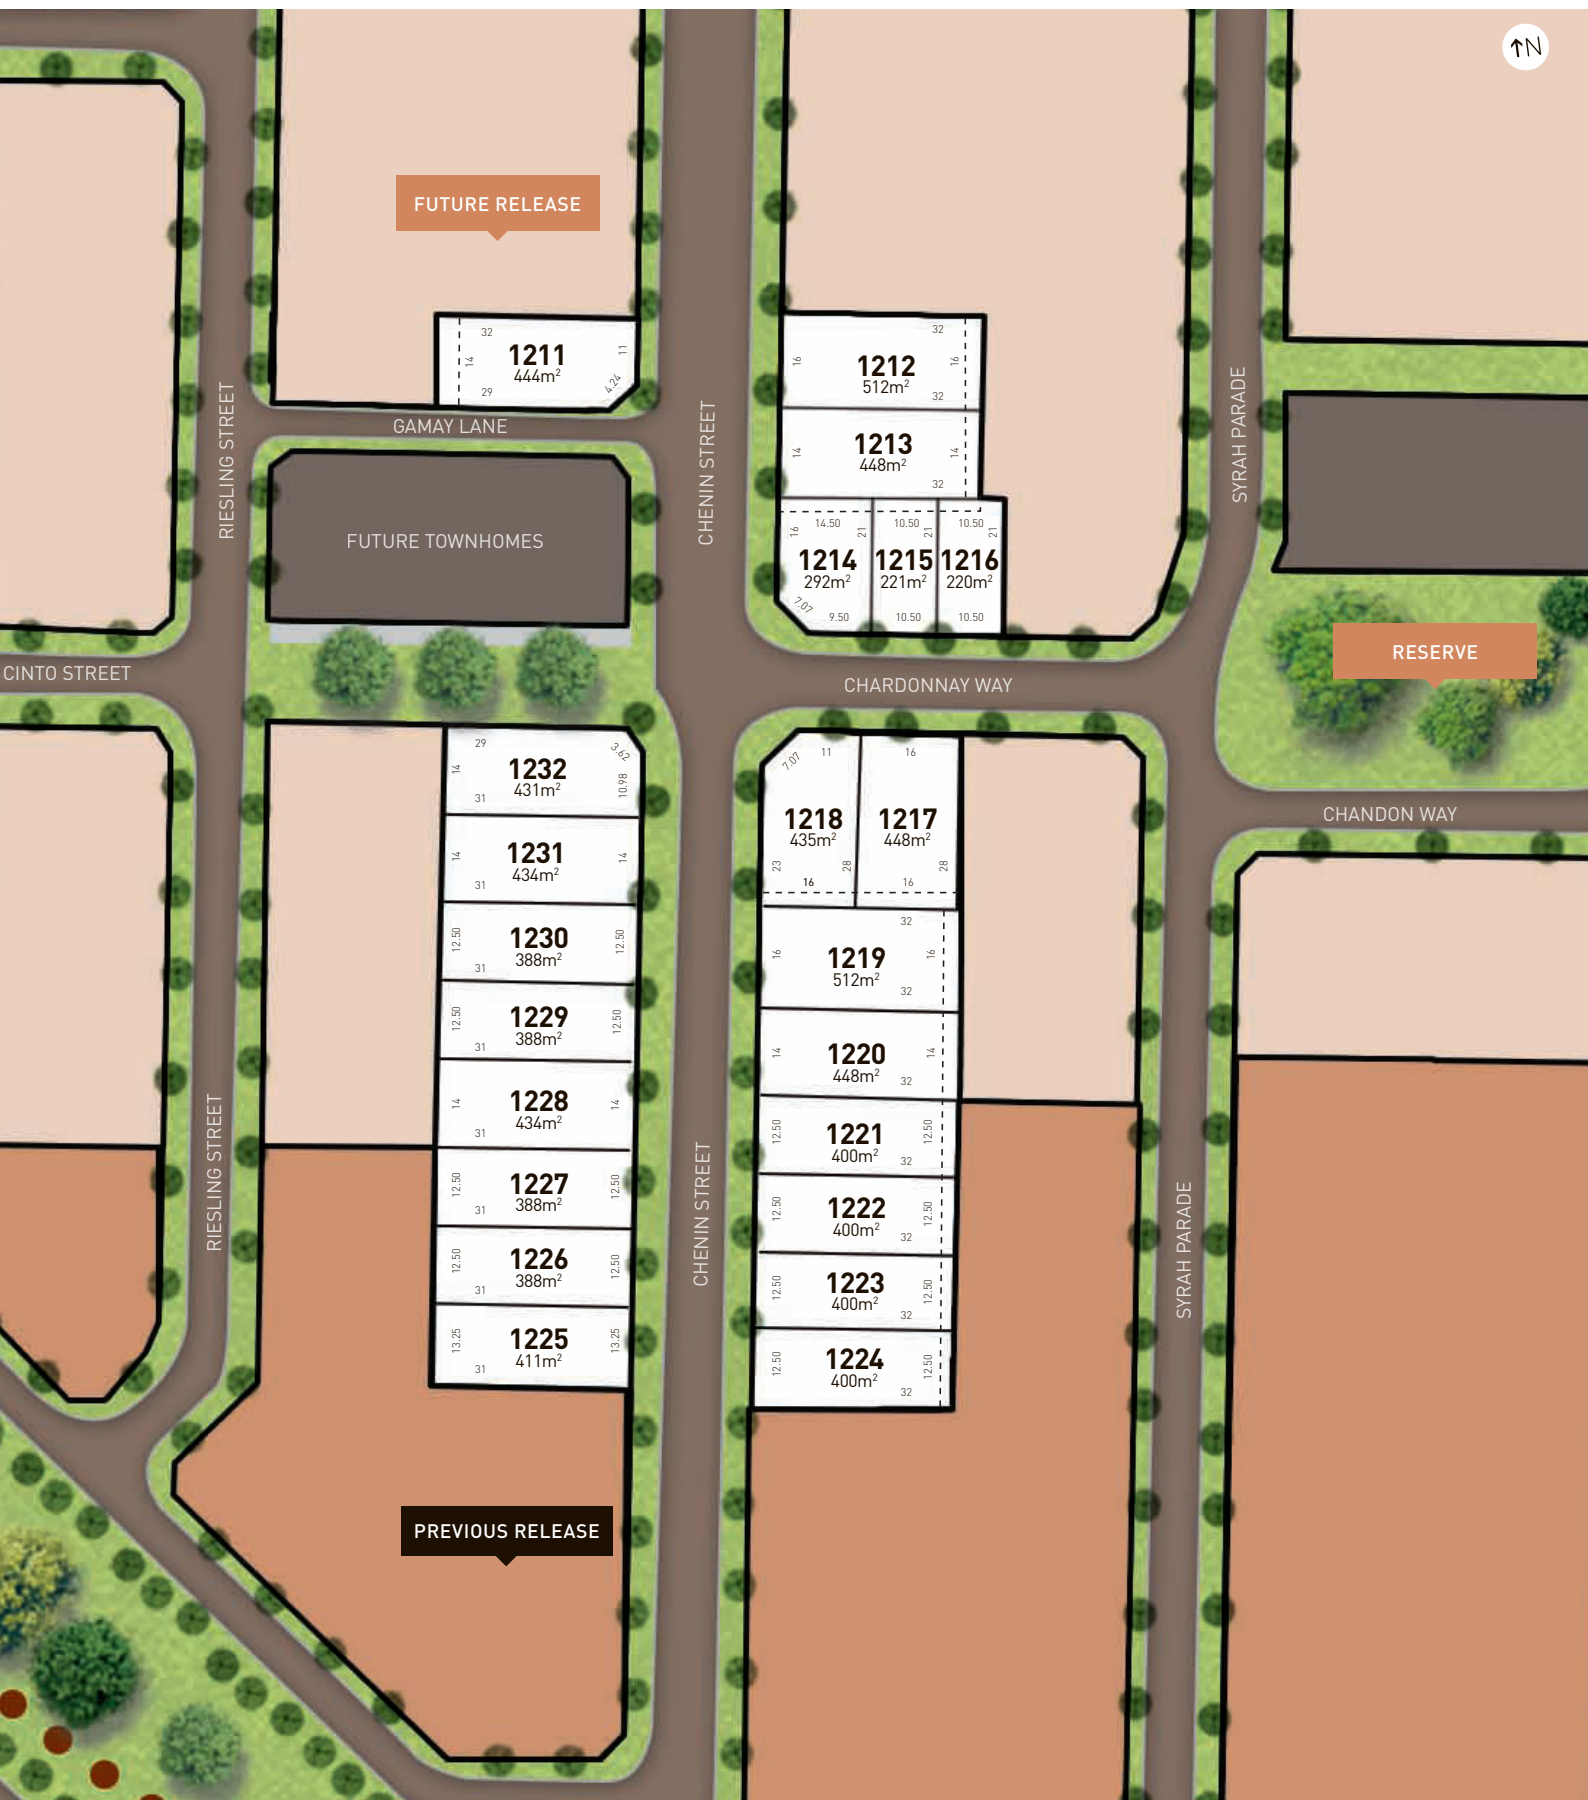 ↑N
FUTURE RELEASE
32
14
1211
444m²
11
4.24
29
GAMAY LANE
RIESLING STREET
CHENIN STREET
SYRAH PARADE
32
16
1212
512m²
16
32
14
1213
448m²
14
32
14.50
16
21
1214
292m²
7.07
9.50
10.50
21
1215
221m²
10.50
10.50
21
1216
220m²
10.50
FUTURE TOWNHOMES
CINTO STREET
CHARDONNAY WAY
RESERVE
CHANDON WAY
29
3.62
14
1232
431m²
10.98
31
14
1231
434m²
14
31
12.50
1230
388m²
12.50
31
12.50
1229
388m²
12.50
31
14
1228
434m²
14
31
12.50
1227
388m²
12.50
31
12.50
1226
388m²
12.50
31
13.25
1225
411m²
13.25
31
7.07
11
1218
435m²
23
28
16
16
1217
448m²
28
16
32
16
1219
512m²
16
32
14
1220
448m²
14
32
12.50
1221
400m²
12.50
32
12.50
1222
400m²
12.50
32
12.50
1223
400m²
12.50
32
12.50
1224
400m²
12.50
32
RIESLING STREET
CHENIN STREET
SYRAH PARADE
PREVIOUS RELEASE